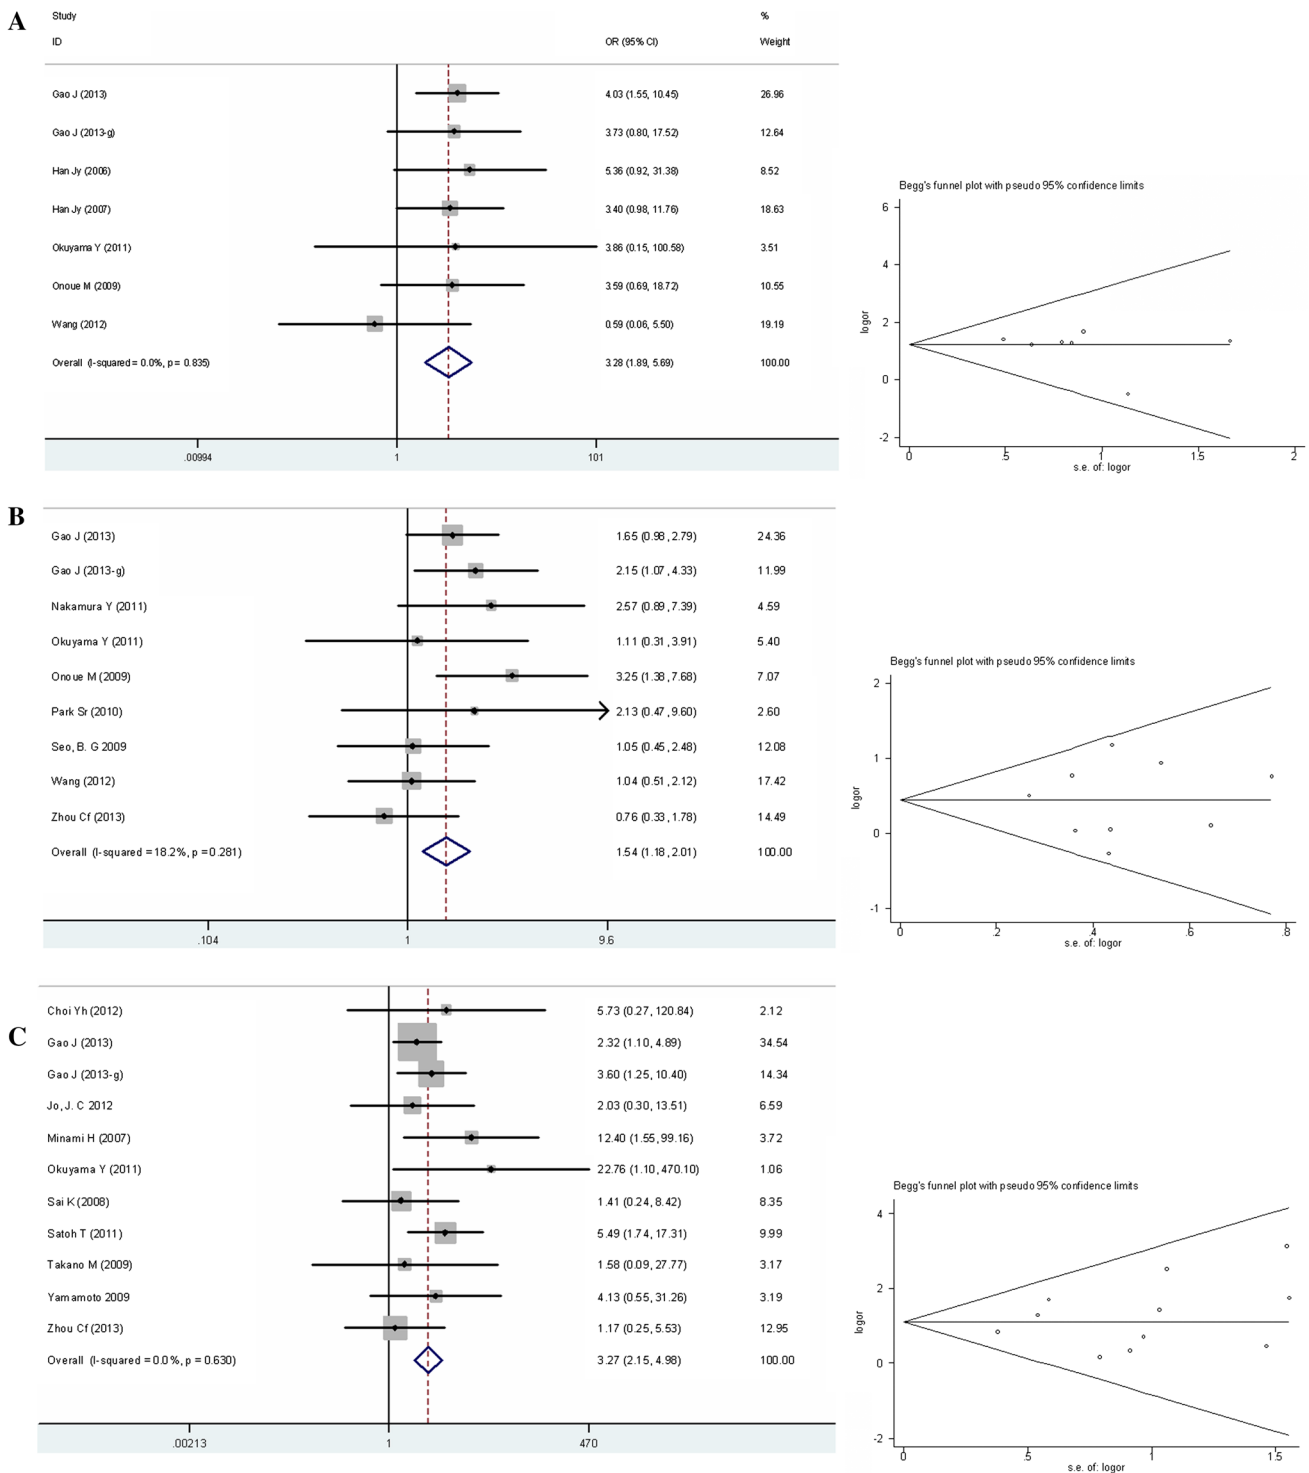 A
Study %
ID OR (95% CI) Weight
Gao J (2013) 4.03 (1.55, 10.45) 26.96
Gao J (2013-g) 3.73 (0.80, 17.52) 12.64
Han Jy (2006) 5.36 (0.92, 31.38) 8.52
Han Jy (2007) 3.40 (0.98, 11.76) 18.63
Okuyama Y (2011) 3.86 (0.15, 100.58) 3.51
Onoue M (2009) 3.59 (0.69, 18.72) 10.55
Wang (2012) 0.59 (0.06, 5.50) 19.19
Overall (I-squared = 0.0%, p = 0.835) 3.28 (1.89, 5.69) 100.00
.00994 1 101
Begg's funnel plot with pseudo 95% confidence limits
6
4
2
0
-2
logor
0 .5 1 1.5 2
s.e. of: logor
B
Gao J (2013) 1.65 (0.98, 2.79) 24.36
Gao J (2013-g) 2.15 (1.07, 4.33) 11.99
Nakamura Y (2011) 2.57 (0.89, 7.39) 4.59
Okuyama Y (2011) 1.11 (0.31, 3.91) 5.40
Onoue M (2009) 3.25 (1.38, 7.68) 7.07
Park Sr (2010) 2.13 (0.47, 9.60) 2.60
Seo, B. G 2009 1.05 (0.45, 2.48) 12.08
Wang (2012) 1.04 (0.51, 2.12) 17.42
Zhou Cf (2013) 0.76 (0.33, 1.78) 14.49
Overall (I-squared = 18.2%, p = 0.281) 1.54 (1.18, 2.01) 100.00
.104 1 9.6
Begg's funnel plot with pseudo 95% confidence limits
2
1
0
-1
logor
0 .2 .4 .6 .8
s.e. of: logor
C
Choi Yh (2012) 5.73 (0.27, 120.84) 2.12
Gao J (2013) 2.32 (1.10, 4.89) 34.54
Gao J (2013-g) 3.60 (1.25, 10.40) 14.34
Jo, J. C 2012 2.03 (0.30, 13.51) 6.59
Minami H (2007) 12.40 (1.55, 99.16) 3.72
Okuyama Y (2011) 22.76 (1.10, 470.10) 1.06
Sai K (2008) 1.41 (0.24, 8.42) 8.35
Satoh T (2011) 5.49 (1.74, 17.31) 9.99
Takano M (2009) 1.58 (0.09, 27.77) 3.17
Yamamoto 2009 4.13 (0.55, 31.26) 3.19
Zhou Cf (2013) 1.17 (0.25, 5.53) 12.95
Overall (I-squared = 0.0%, p = 0.630) 3.27 (2.15, 4.98) 100.00
.00213 1 470
Begg's funnel plot with pseudo 95% confidence limits
4
2
0
-2
logor
0 .5 1 1.5
s.e. of: logor